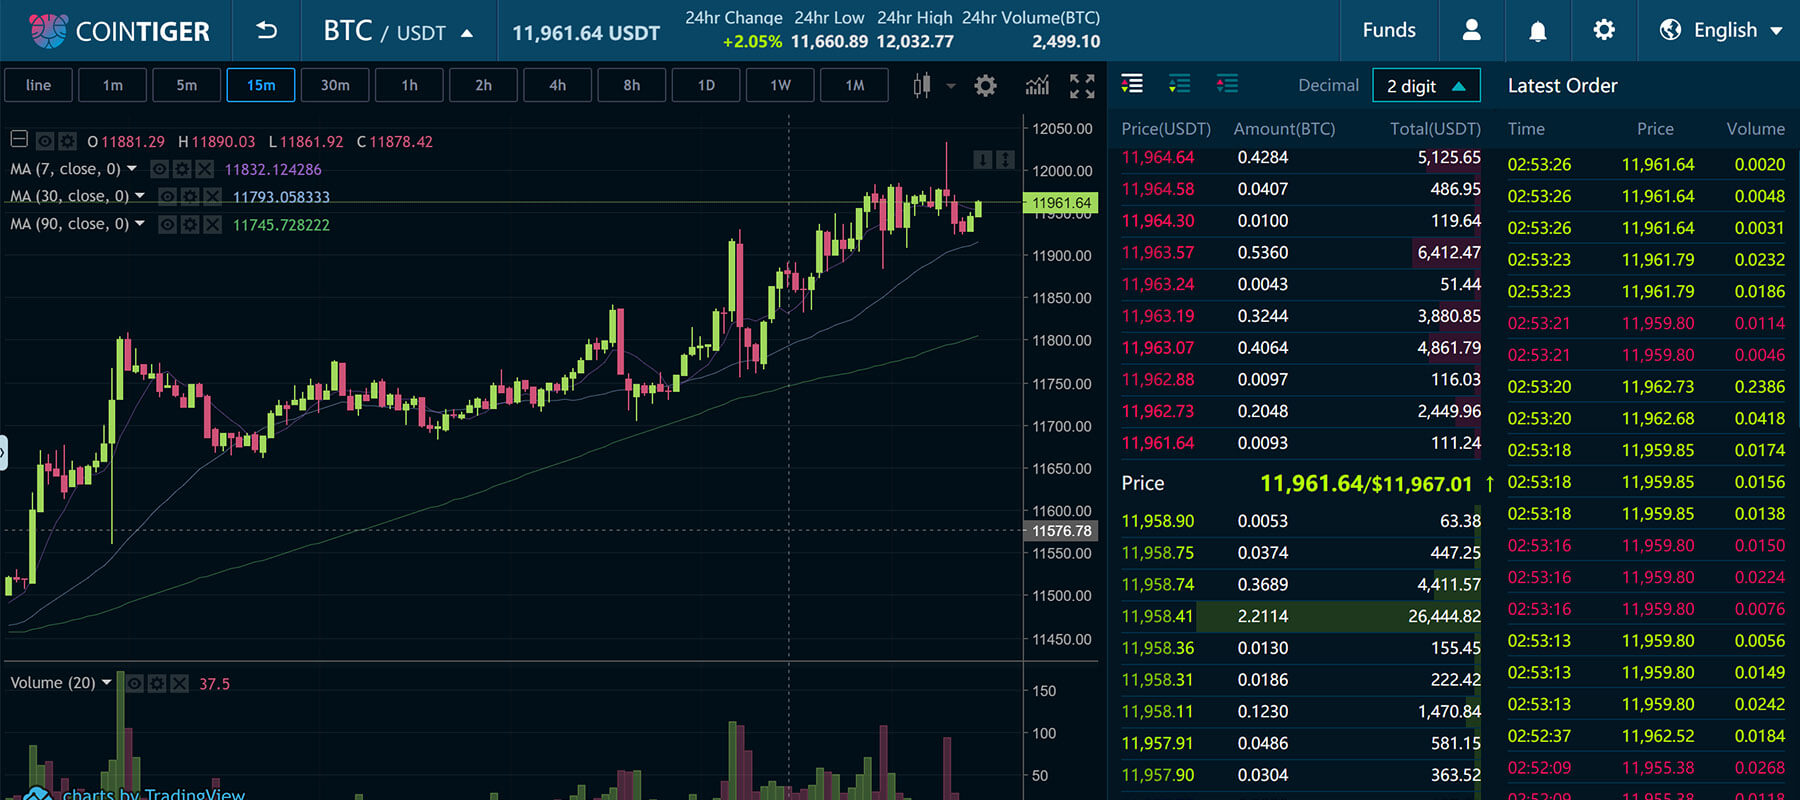 COINTIGER
BTC / USDT ▲
11,961.64 USDT
24hr Change 24hr Low 24hr High 24hr Volume(BTC)
+2.05% 11,660.89 12,032.77 2,499.10
Funds
English
line 1m 5m 15m 30m 1h 2h 4h 8h 1D 1W 1M
O11881.29 H11890.03 L11861.92 C11878.42
MA (7, close, 0) 11832.124286
MA (30, close, 0) 11793.058333
MA (90, close, 0) 11745.728222
12050.00
12000.00
11961.64
11950.00
11900.00
11850.00
11800.00
11750.00
11700.00
11650.00
11600.00
11576.78
11550.00
11500.00
11450.00
Volume (20) 37.5
150
100
50
charts by TradingView
Decimal 2 digit
Price(USDT) Amount(BTC) Total(USDT)
11,964.64 0.4284 5,125.65
11,964.58 0.0407 486.95
11,964.30 0.0100 119.64
11,963.57 0.5360 6,412.47
11,963.24 0.0043 51.44
11,963.19 0.3244 3,880.85
11,963.07 0.4064 4,861.79
11,962.88 0.0097 116.03
11,962.73 0.2048 2,449.96
11,961.64 0.0093 111.24
Price 11,961.64/$11,967.01 ↑
11,958.90 0.0053 63.38
11,958.75 0.0374 447.25
11,958.74 0.3689 4,411.57
11,958.41 2.2114 26,444.82
11,958.36 0.0130 155.45
11,958.31 0.0186 222.42
11,958.11 0.1230 1,470.84
11,957.91 0.0486 581.15
11,957.90 0.0304 363.52
Latest Order
Time Price Volume
02:53:26 11,961.64 0.0020
02:53:26 11,961.64 0.0048
02:53:26 11,961.64 0.0031
02:53:23 11,961.79 0.0232
02:53:23 11,961.79 0.0186
02:53:21 11,959.80 0.0114
02:53:21 11,959.80 0.0046
02:53:20 11,962.73 0.2386
02:53:20 11,962.68 0.0418
02:53:18 11,959.85 0.0174
02:53:18 11,959.85 0.0156
02:53:18 11,959.85 0.0138
02:53:16 11,959.80 0.0150
02:53:16 11,959.80 0.0224
02:53:16 11,959.80 0.0076
02:53:13 11,959.80 0.0056
02:53:13 11,959.80 0.0149
02:53:13 11,959.80 0.0242
02:52:37 11,962.52 0.0184
02:52:09 11,955.38 0.0268
02:52:09 11,955.38 0.0118